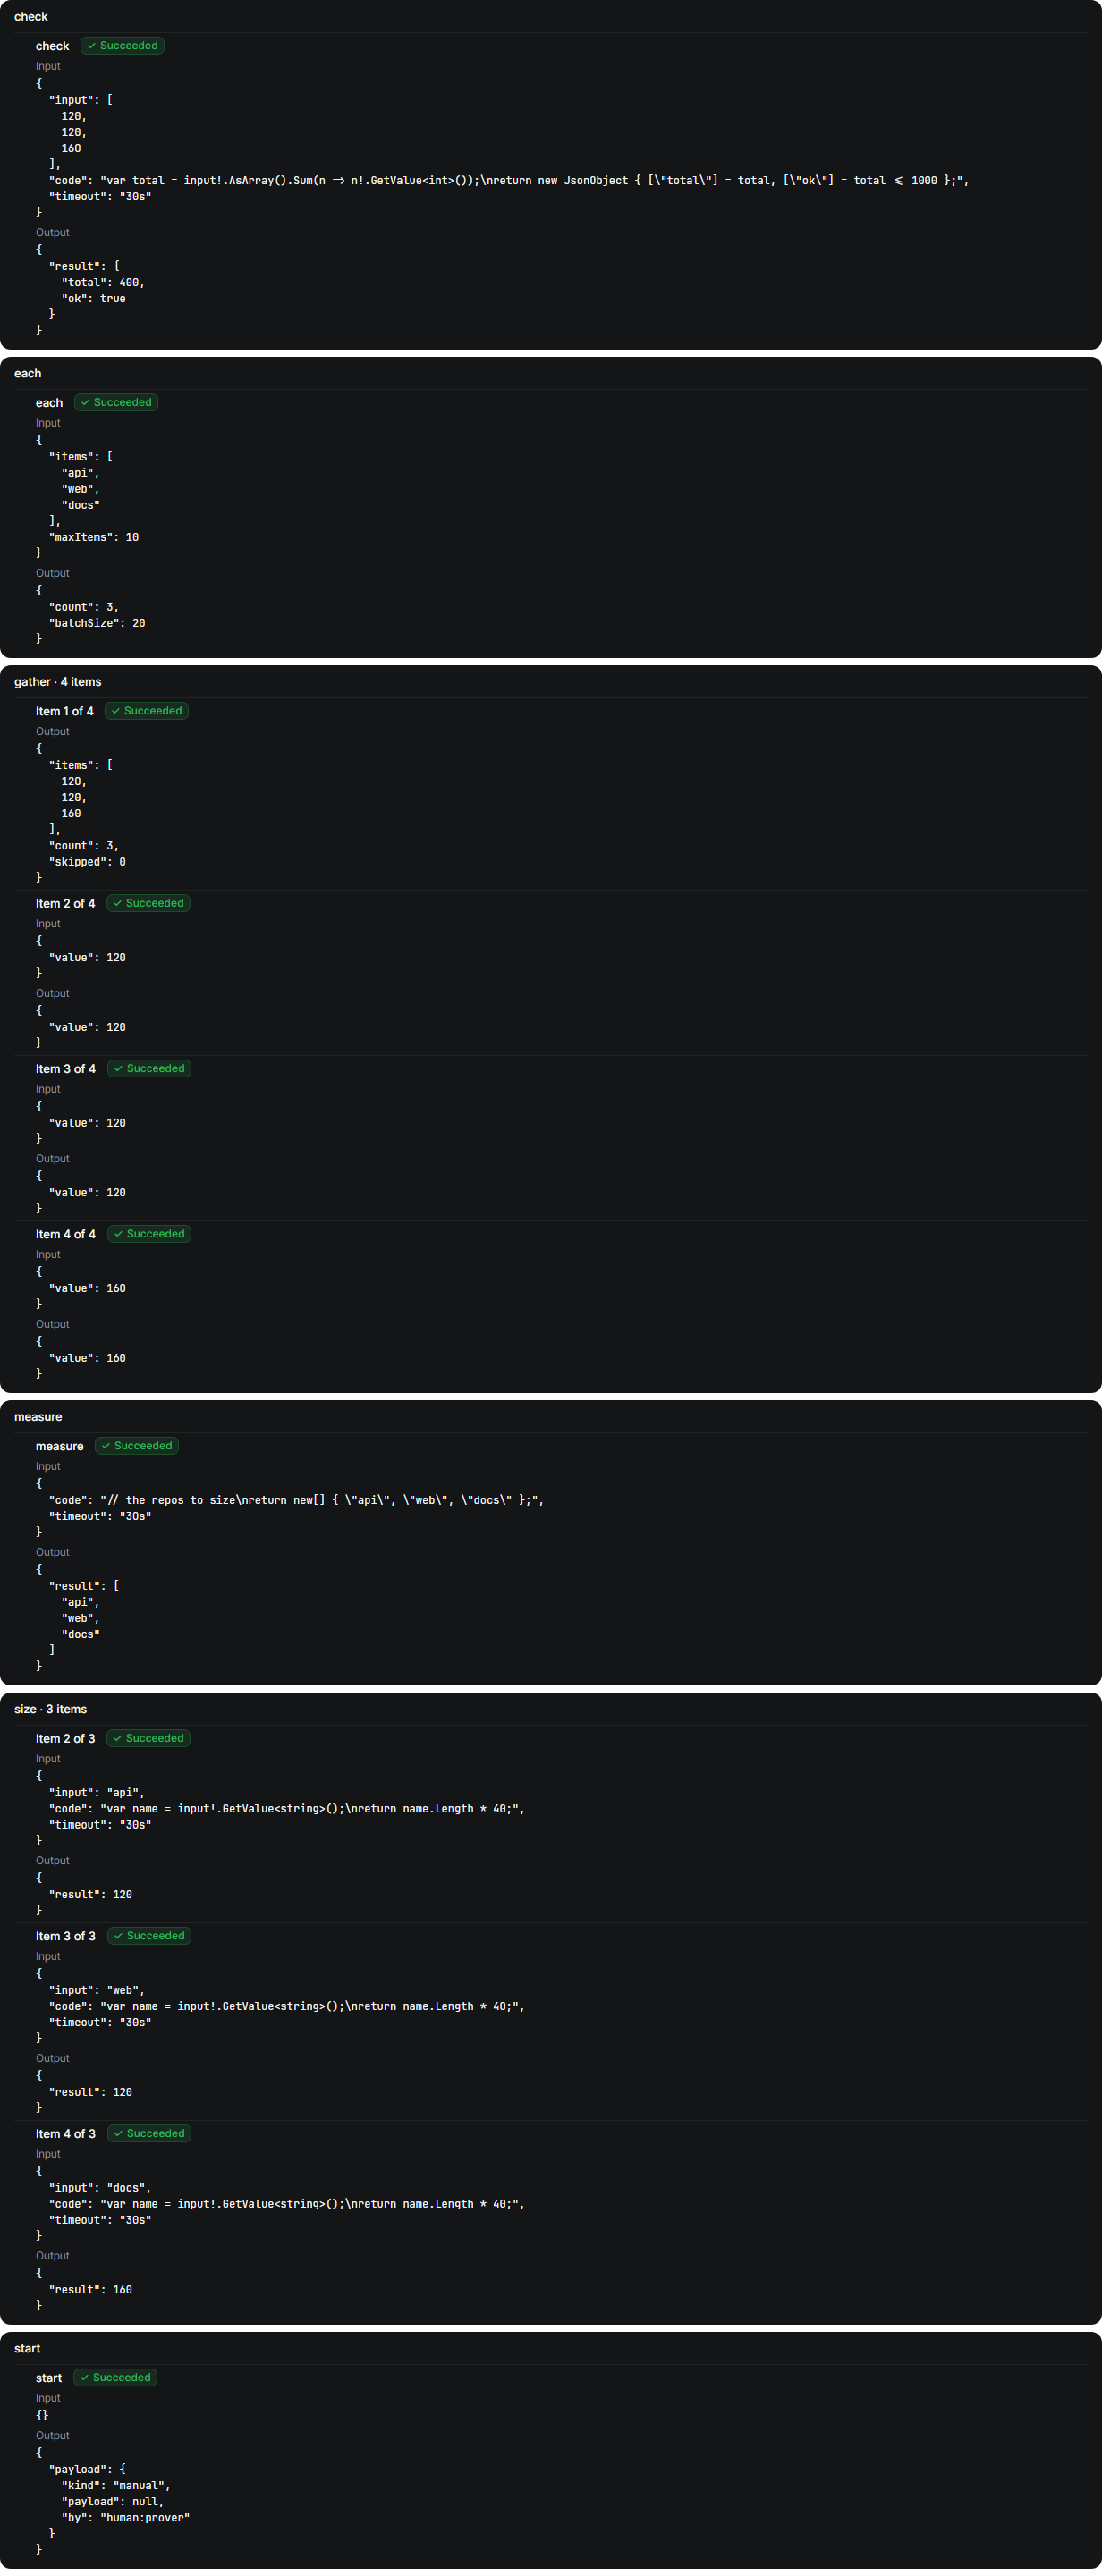 check
check ✓ Succeeded
Input
{
  "input": [
    120,
    120,
    160
  ],
  "code": "var total = input!.AsArray().Sum(n => n!.GetValue<int>());\nreturn new JsonObject { [\"total\"] = total, [\"ok\"] = total <= 1000 };",
  "timeout": "30s"
}
Output
{
  "result": {
    "total": 400,
    "ok": true
  }
}
each
each ✓ Succeeded
Input
{
  "items": [
    "api",
    "web",
    "docs"
  ],
  "maxItems": 10
}
Output
{
  "count": 3,
  "batchSize": 20
}
gather · 4 items
Item 1 of 4 ✓ Succeeded
Output
{
  "items": [
    120,
    120,
    160
  ],
  "count": 3,
  "skipped": 0
}
Item 2 of 4 ✓ Succeeded
Input
{
  "value": 120
}
Output
{
  "value": 120
}
Item 3 of 4 ✓ Succeeded
Input
{
  "value": 120
}
Output
{
  "value": 120
}
Item 4 of 4 ✓ Succeeded
Input
{
  "value": 160
}
Output
{
  "value": 160
}
measure
measure ✓ Succeeded
Input
{
  "code": "// the repos to size\nreturn new[] { \"api\", \"web\", \"docs\" };",
  "timeout": "30s"
}
Output
{
  "result": [
    "api",
    "web",
    "docs"
  ]
}
size · 3 items
Item 2 of 3 ✓ Succeeded
Input
{
  "input": "api",
  "code": "var name = input!.GetValue<string>();\nreturn name.Length * 40;",
  "timeout": "30s"
}
Output
{
  "result": 120
}
Item 3 of 3 ✓ Succeeded
Input
{
  "input": "web",
  "code": "var name = input!.GetValue<string>();\nreturn name.Length * 40;",
  "timeout": "30s"
}
Output
{
  "result": 120
}
Item 4 of 3 ✓ Succeeded
Input
{
  "input": "docs",
  "code": "var name = input!.GetValue<string>();\nreturn name.Length * 40;",
  "timeout": "30s"
}
Output
{
  "result": 160
}
start
start ✓ Succeeded
Input
{}
Output
{
  "payload": {
    "kind": "manual",
    "payload": null,
    "by": "human:prover"
  }
}